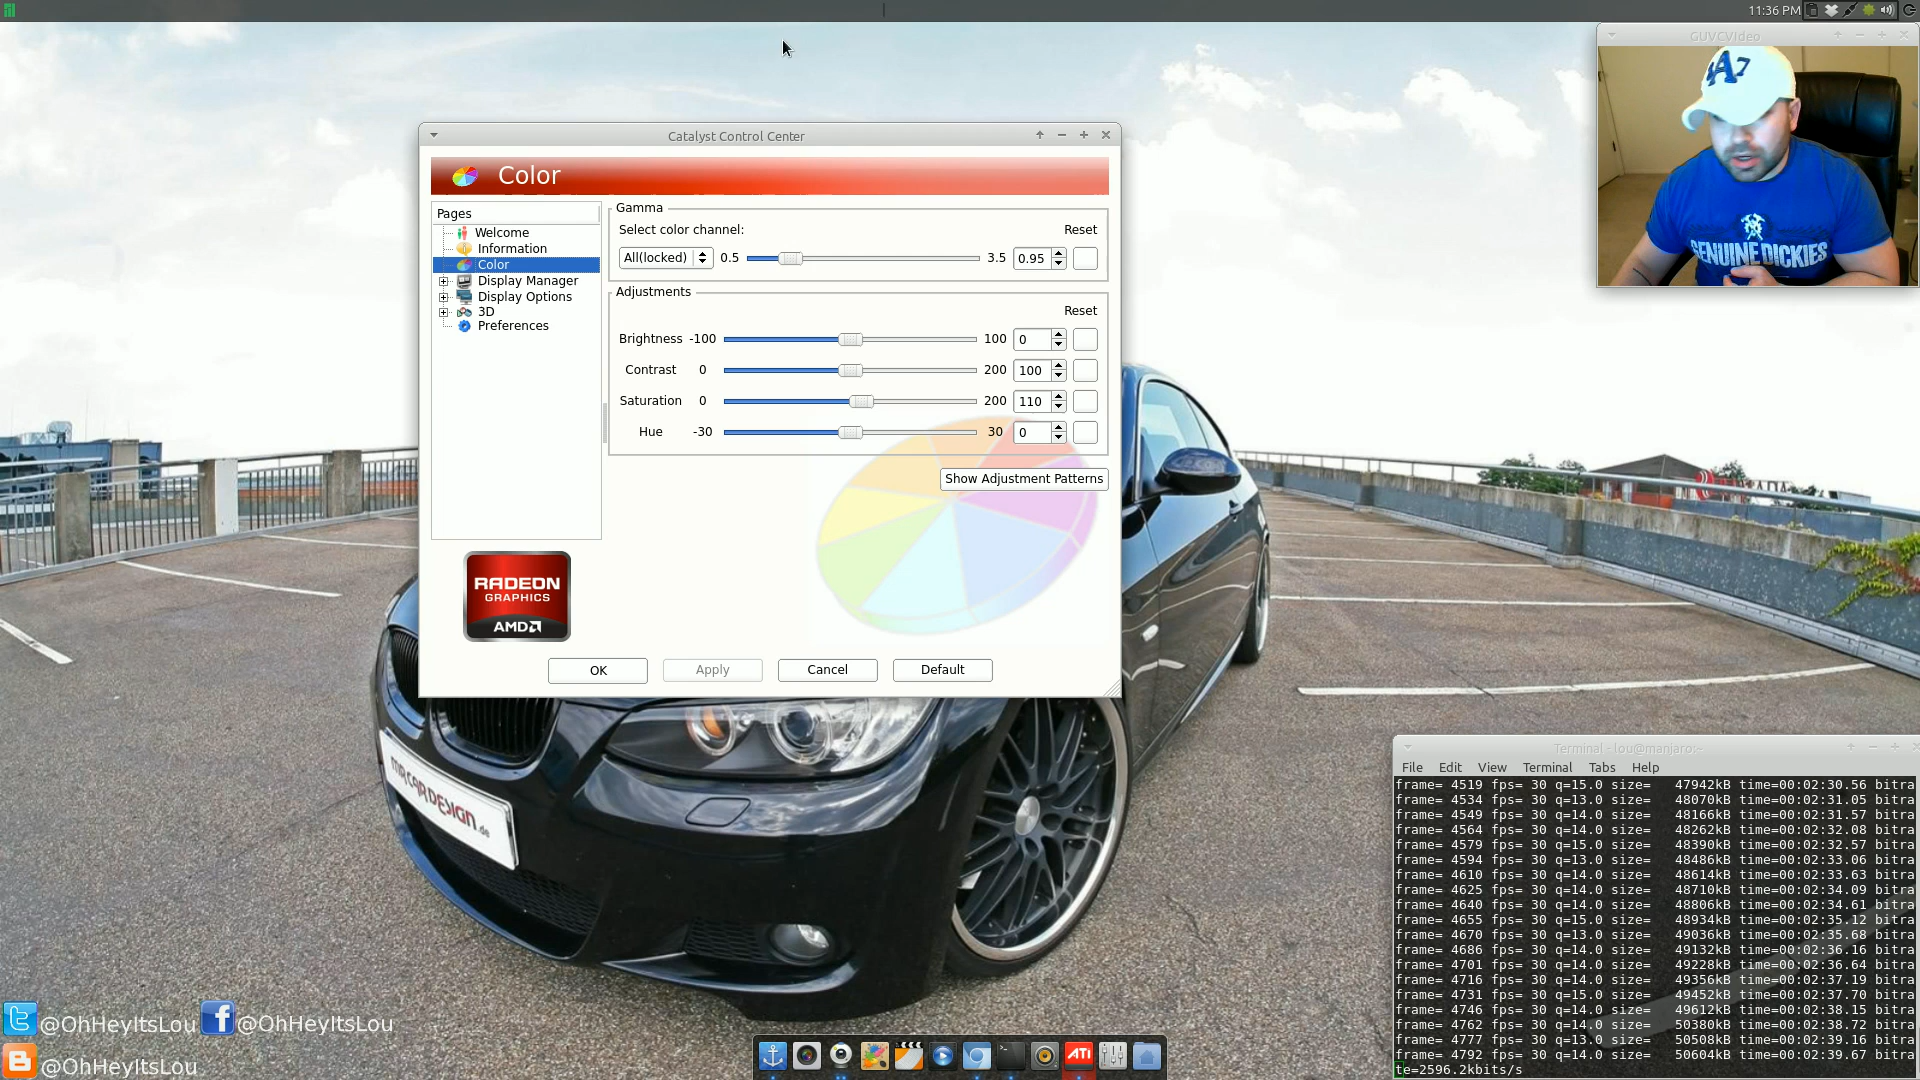 11:36 PM
GUVCVIdeo
A7
GENUINE DICKIES
Catalyst Control Center
Color
Pages
Welcome
Information
Color
Display Manager
Display Options
3D
Preferences
Gamma
Select color channel:
Reset
All(locked) 0.5 3.5 0.95
Adjustments
Reset
Brightness -100 100 0
Contrast 0 200 100
Saturation 0 200 110
Hue -30 30 0
Show Adjustment Patterns
RADEON
GRAPHICS
AMD
OK Apply Cancel Default
MR CAR DESIGN.de
Terminal - lou@manjaro:~
File Edit View Terminal Tabs Help
frame= 4519 fps= 30 q=15.0 size= 47942kB time=00:02:30.56 bitra
frame= 4534 fps= 30 q=13.0 size= 48070kB time=00:02:31.05 bitra
frame= 4549 fps= 30 q=14.0 size= 48166kB time=00:02:31.57 bitra
frame= 4564 fps= 30 q=14.0 size= 48262kB time=00:02:32.08 bitra
frame= 4579 fps= 30 q=15.0 size= 48390kB time=00:02:32.57 bitra
frame= 4594 fps= 30 q=13.0 size= 48486kB time=00:02:33.06 bitra
frame= 4610 fps= 30 q=14.0 size= 48614kB time=00:02:33.63 bitra
frame= 4625 fps= 30 q=14.0 size= 48710kB time=00:02:34.09 bitra
frame= 4640 fps= 30 q=14.0 size= 48806kB time=00:02:34.61 bitra
frame= 4655 fps= 30 q=15.0 size= 48934kB time=00:02:35.12 bitra
frame= 4670 fps= 30 q=13.0 size= 49036kB time=00:02:35.68 bitra
frame= 4686 fps= 30 q=14.0 size= 49132kB time=00:02:36.16 bitra
frame= 4701 fps= 30 q=14.0 size= 49228kB time=00:02:36.64 bitra
frame= 4716 fps= 30 q=14.0 size= 49356kB time=00:02:37.19 bitra
frame= 4731 fps= 30 q=15.0 size= 49452kB time=00:02:37.70 bitra
frame= 4746 fps= 30 q=14.0 size= 49612kB time=00:02:38.15 bitra
frame= 4762 fps= 30 q=14.0 size= 50380kB time=00:02:38.72 bitra
frame= 4777 fps= 30 q=13.0 size= 50508kB time=00:02:39.16 bitra
frame= 4792 fps= 30 q=14.0 size= 50604kB time=00:02:39.67 bitra
te=2596.2kbits/s
@OhHeyItsLou @OhHeyItsLou
@OhHeyItsLou
ATI